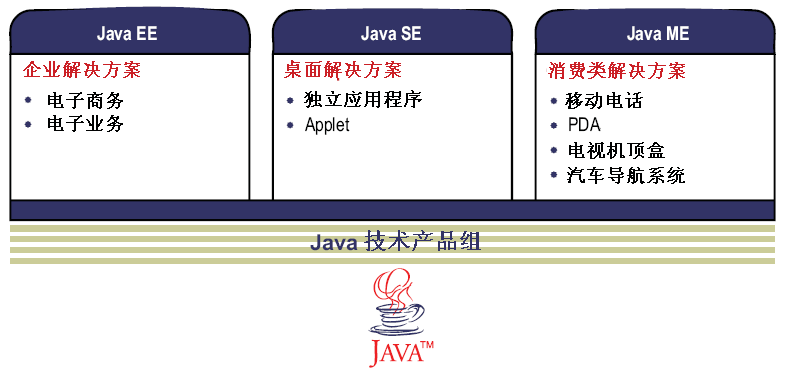 Java EE
企业解决方案
电子商务
电子业务
Java SE
桌面解决方案
独立应用程序
Applet
Java ME
消费类解决方案
移动电话
PDA
电视机顶盒
汽车导航系统
Java 技术产品组
JAVA™